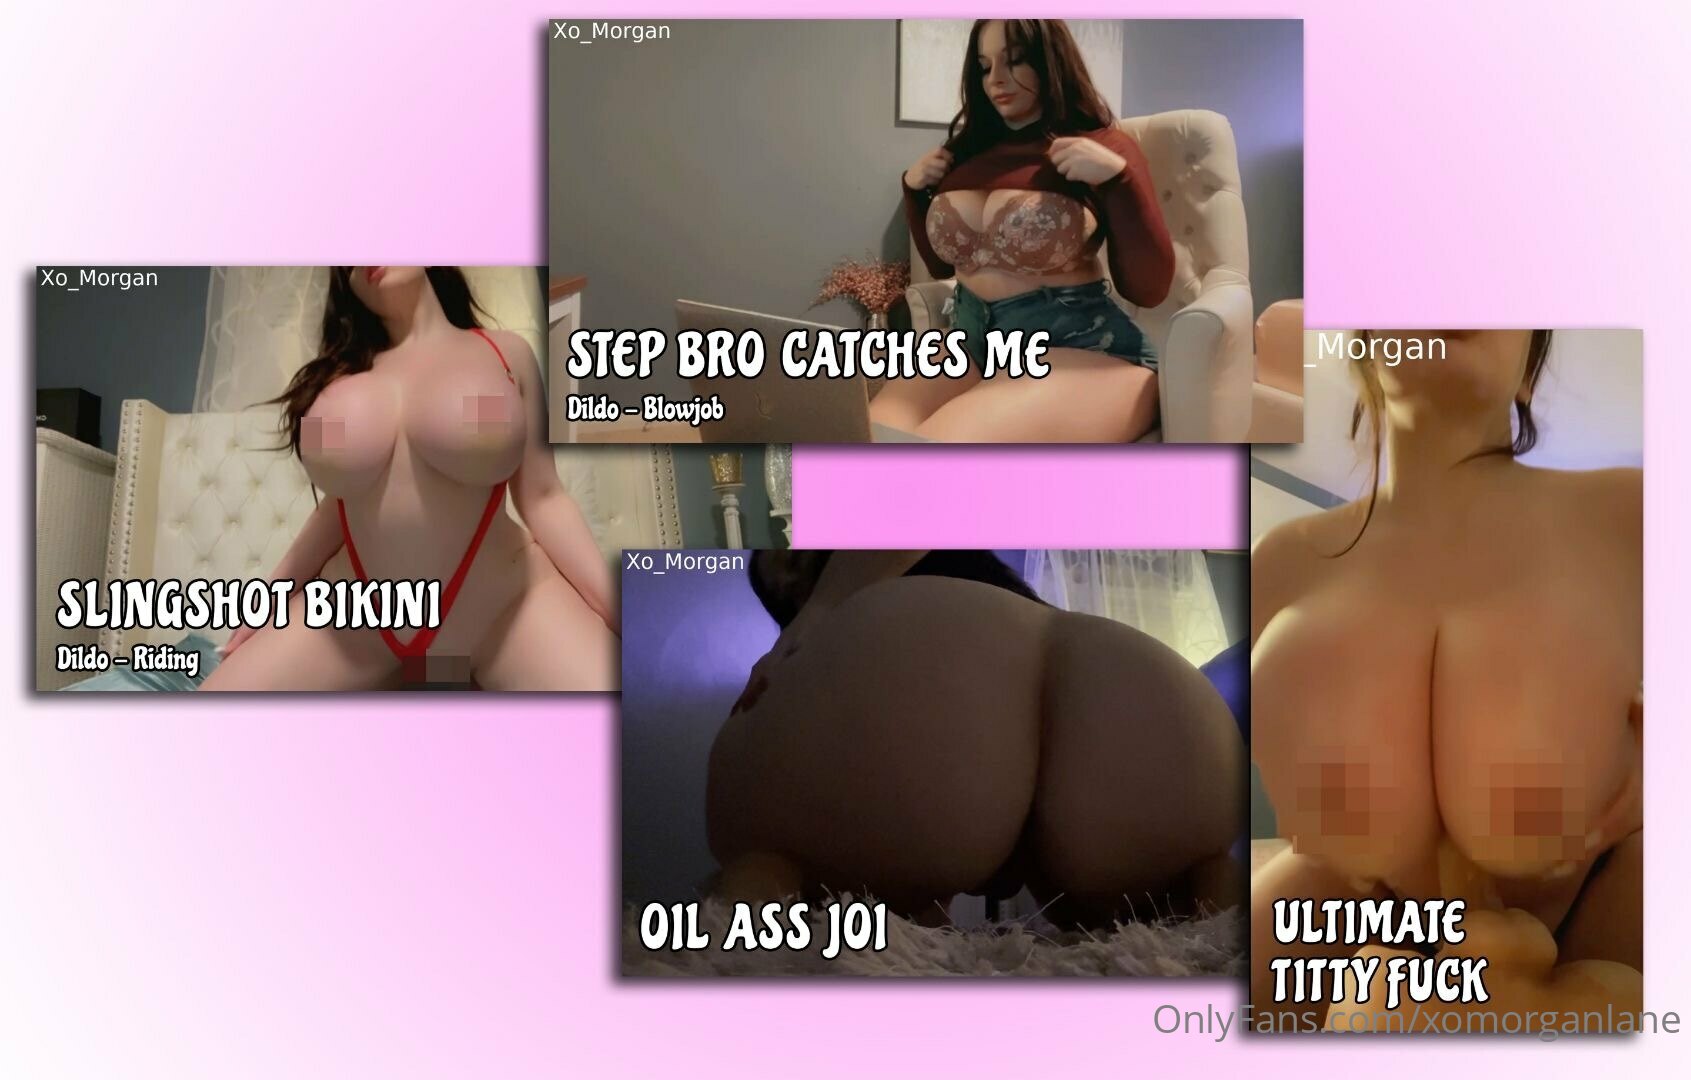 Xo_Morgan
STEP BRO CATCHES ME
Dildo – Blowjob
Xo_Morgan
SLINGSHOT BIKINI
Dildo – Riding
_Morgan
ULTIMATE
TITTY FUCK
Xo_Morgan
OIL ASS JOI
OnlyFans.com/xomorganlane